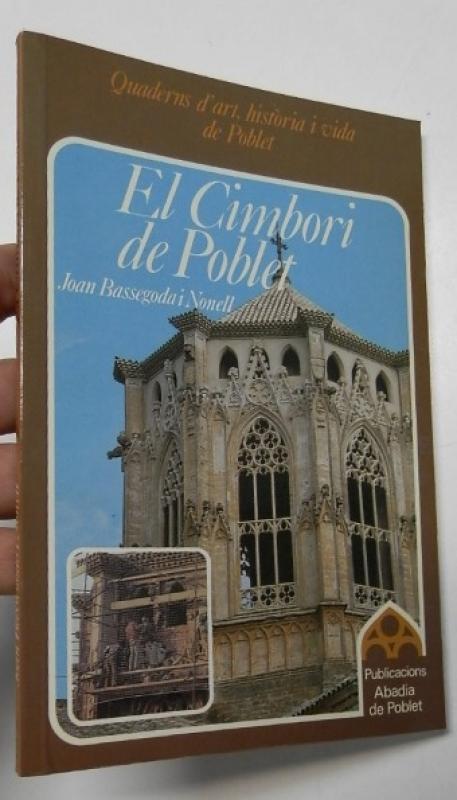 Quaderns d'art, història i vida
de Poblet
El Cimbori
de Poblet
Joan Bassegoda i Nonell
Publicacions
Abadia
de Poblet